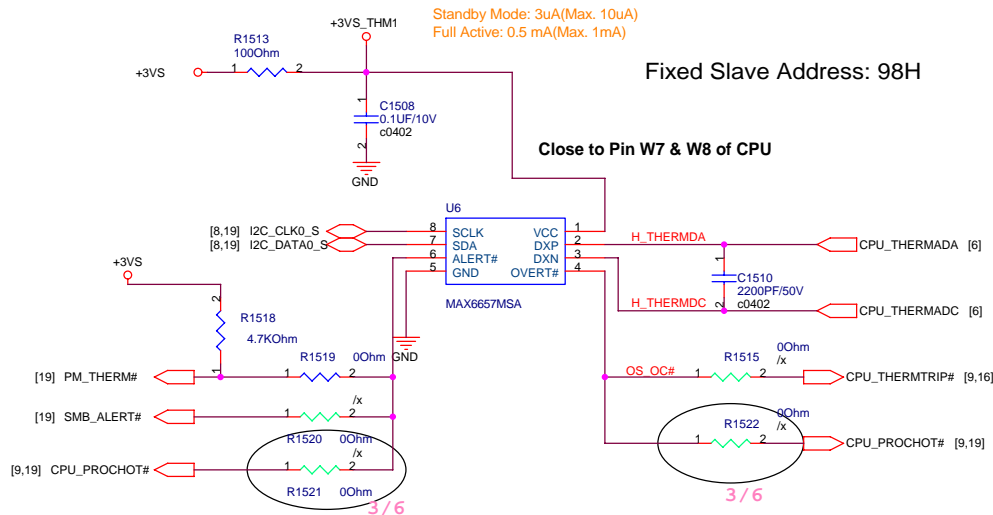 Standby Mode: 3uA(Max. 10uA)
Full Active: 0.5 mA(Max. 1mA)
+3VS_THM1
R1513
100Ohm
+3VS
1
2
Fixed Slave Address: 98H
1
C1508
0.1UF/10V
c0402
2
GND
Close to Pin W7 & W8 of CPU
U6
[8,19] I2C_CLK0_S
8 SCLK VCC 1
[8,19] I2C_DATA0_S
7 SDA DXP 2
H_THERMDA
CPU_THERMADA [6]
6 ALERT# DXN 3
5 GND OVERT# 4
MAX6657MSA
1
C1510
2200PF/50V
c0402
2
H_THERMDC
CPU_THERMADC [6]
+3VS
2
R1518
4.7KOhm
1
GND
[19] PM_THERM#
R1519 0Ohm
1 2
OS_OC#
R1515
0Ohm
/x
1 2
CPU_THERMTRIP# [9,16]
[19] SMB_ALERT#
/x
1 2
R1520 0Ohm
[9,19] CPU_PROCHOT#
/x
1 2
R1521 0Ohm
3/6
R1522
0Ohm
/x
1 2
CPU_PROCHOT# [9,19]
3/6